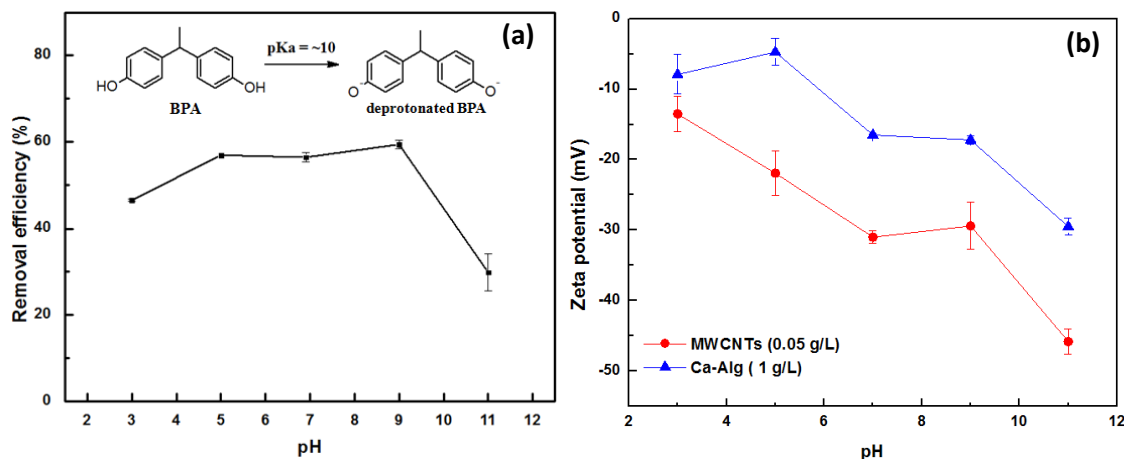 (a)
80
60
40
20
0
Removal efficiency (%)
2 3 4 5 6 7 8 9 10 11 12
pH
HO
OH
BPA
pKa = ~10
O-
O-
deprotonated BPA
(b)
0
-10
-20
-30
-40
-50
Zeta potential (mV)
MWCNTs (0.05 g/L)
Ca-Alg ( 1 g/L)
2 4 6 8 10 12
pH